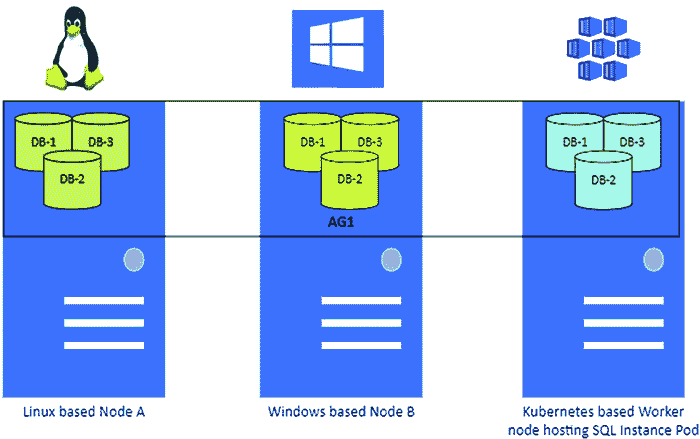 DB-1
DB-3
DB-2
DB-1
DB-3
DB-2
DB-1
DB-3
DB-2
AG1
Linux based Node A
Windows based Node B
Kubernetes based Worker
node hosting SQL Instance Pod